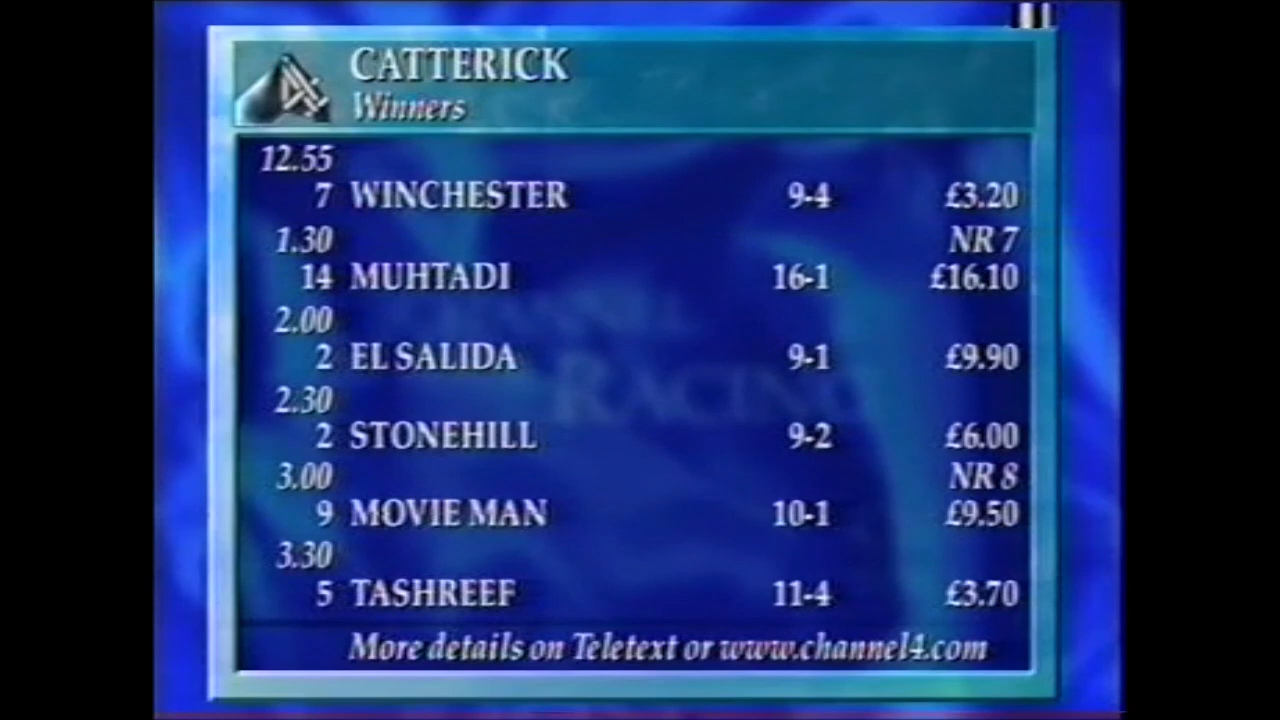 CATTERICK
Winners
12.55
7 WINCHESTER 9-4 £3.20
1.30 NR 7
14 MUHTADI 16-1 £16.10
2.00
2 EL SALIDA 9-1 £9.90
2.30
2 STONEHILL 9-2 £6.00
3.00 NR 8
9 MOVIE MAN 10-1 £9.50
3.30
5 TASHREEF 11-4 £3.70
More details on Teletext or www.channel4.com
CHANNEL
RACING